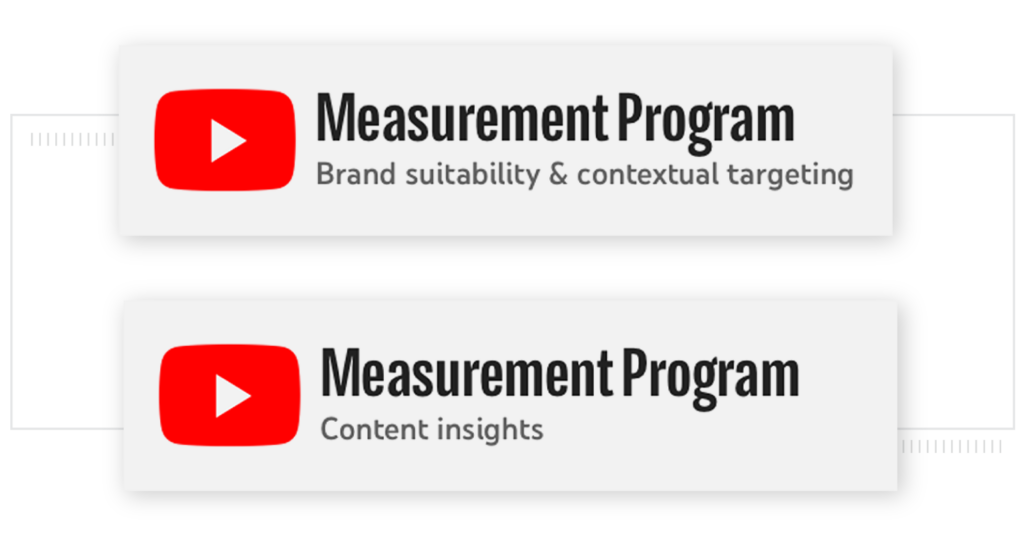 Measurement Program
Brand suitability & contextual targeting
Measurement Program
Content insights